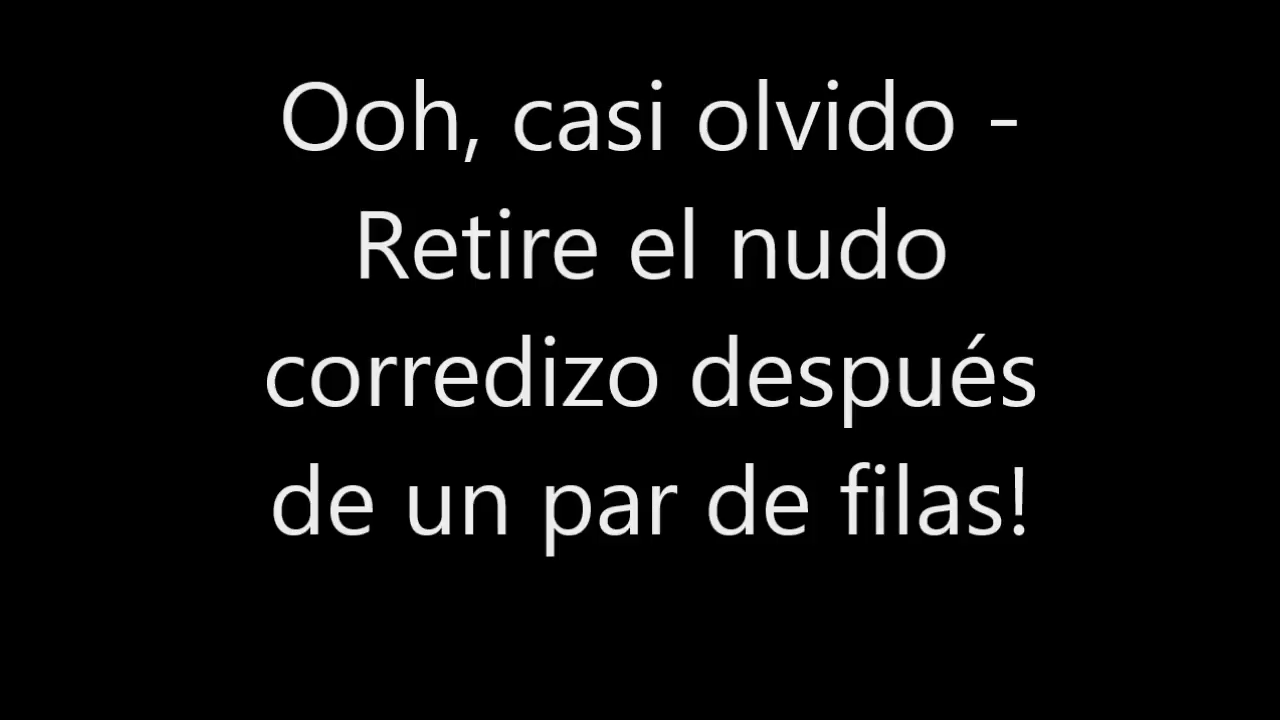 Ooh, casi olvido -
Retire el nudo
corredizo después
de un par de filas!